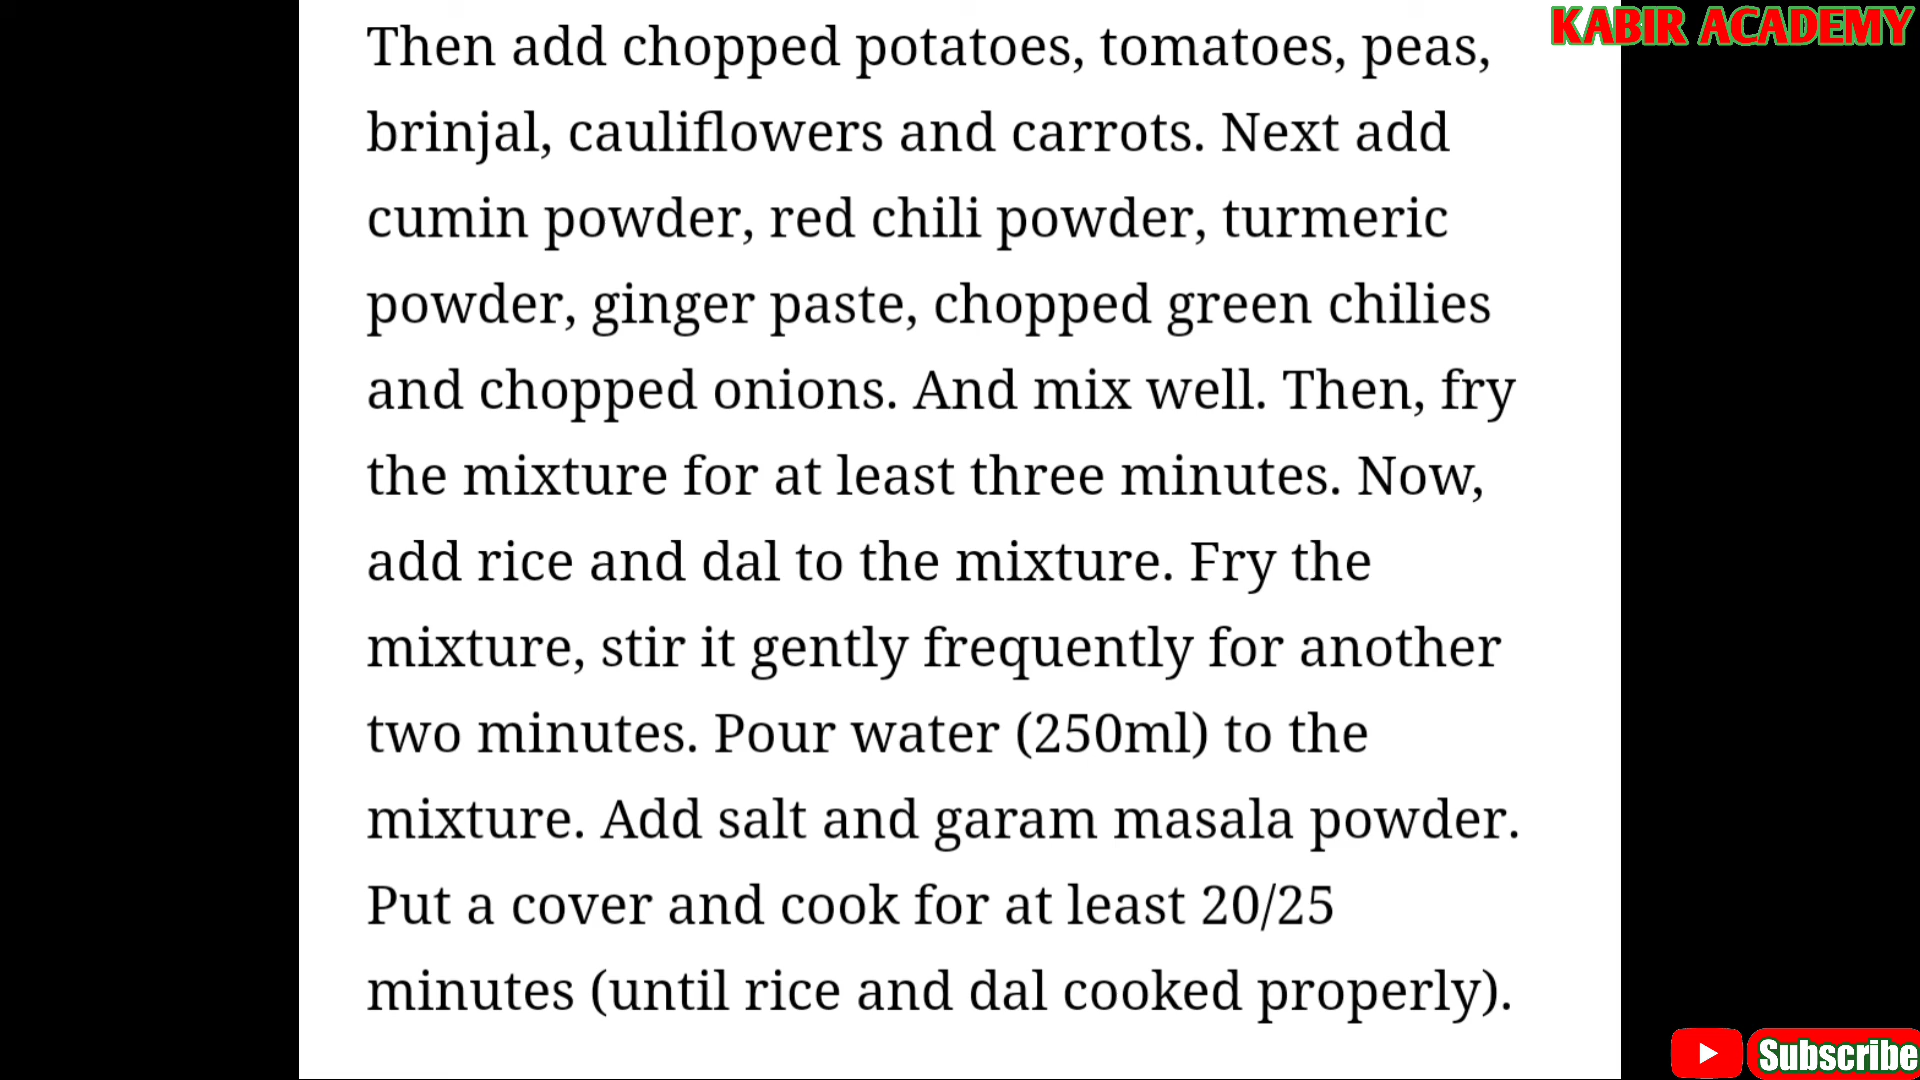 KABIR ACADEMY
Then add chopped potatoes, tomatoes, peas,
brinjal, cauliflowers and carrots. Next add
cumin powder, red chili powder, turmeric
powder, ginger paste, chopped green chilies
and chopped onions. And mix well. Then, fry
the mixture for at least three minutes. Now,
add rice and dal to the mixture. Fry the
mixture, stir it gently frequently for another
two minutes. Pour water (250ml) to the
mixture. Add salt and garam masala powder.
Put a cover and cook for at least 20/25
minutes (until rice and dal cooked properly).
Subscribe